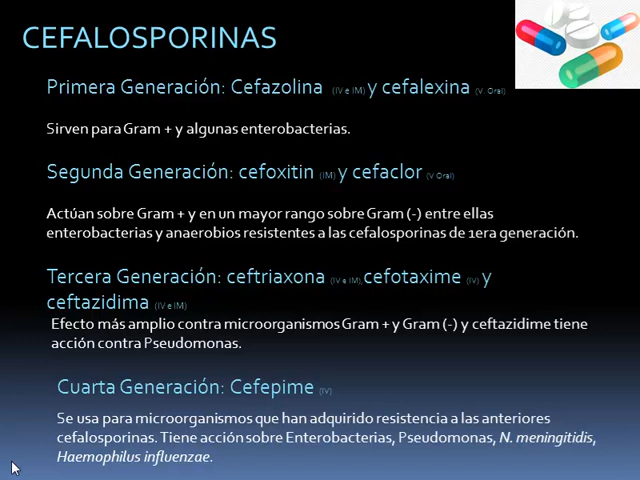 CEFALOSPORINAS
Primera Generación: Cefazolina (IV e IM) y cefalexina (V. Oral)
Sirven para Gram + y algunas enterobacterias.
Segunda Generación: cefoxitin (IM) y cefaclor (V Oral)
Actúan sobre Gram + y en un mayor rango sobre Gram (-) entre ellas
enterobacterias y anaerobios resistentes a las cefalosporinas de 1era generación.
Tercera Generación: ceftriaxona (IV e IM), cefotaxime (IV) y
ceftazidima (IV e IM)
Efecto más amplio contra microorganismos Gram + y Gram (-) y ceftazidime tiene
acción contra Pseudomonas.
Cuarta Generación: Cefepime (IV)
Se usa para microorganismos que han adquirido resistencia a las anteriores
cefalosporinas. Tiene acción sobre Enterobacterias, Pseudomonas, N. meningitidis,
Haemophilus influenzae.